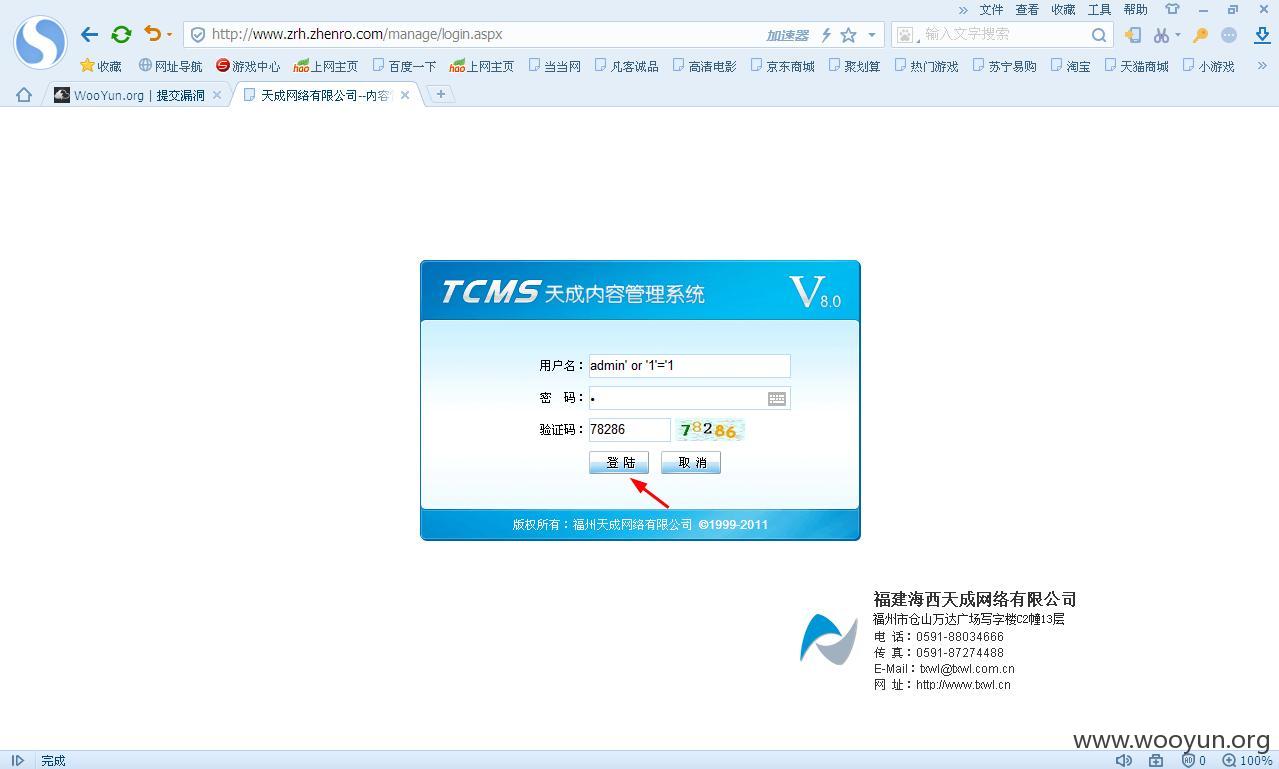 » 文件 查看 收藏 工具 帮助
http://www.zrh.zhenro.com/manage/login.aspx 加速器 输入文字搜索
收藏 网址导航 游戏中心 hao 上网主页 百度一下 hao 上网主页 当当网 凡客诚品 高清电影 京东商城 聚划算 热门游戏 苏宁易购 淘宝 天猫商城 小游戏 »
WooYun.org | 提交漏洞 × 天成网络有限公司--内容 × +
TCMS 天成内容管理系统 V8.0
用户名： admin' or '1'='1
密 码： •
验证码： 78286 78286
登 陆 取 消
版权所有：福州天成网络有限公司 ©1999-2011
福建海西天成网络有限公司
福州市仓山万达广场写字楼C2幢13层
电 话：0591-88034666
传 真：0591-87274488
E-Mail：txwl@txwl.com.cn
网 址：http://www.txwl.cn
www.wooyun.org
完成 0 100%